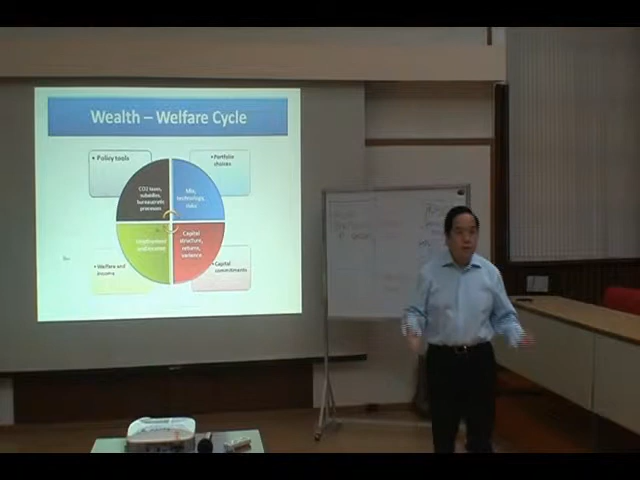 Wealth – Welfare Cycle
• Policy tools
• Portfolio
choices
CO2 taxes,
subsidies,
bureaucratic
processes
Mix,
technology,
risks
Employment
and income
Capital
structure,
returns,
variance
• Welfare and
income
• Capital
commitments